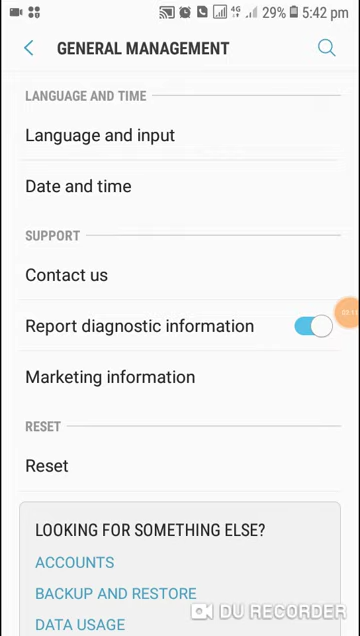 4G 29% 5:42 pm
GENERAL MANAGEMENT
LANGUAGE AND TIME
Language and input
Date and time
SUPPORT
Contact us
Report diagnostic information
Marketing information
RESET
Reset
LOOKING FOR SOMETHING ELSE?
ACCOUNTS
BACKUP AND RESTORE
DU RECORDER
DATA USAGE